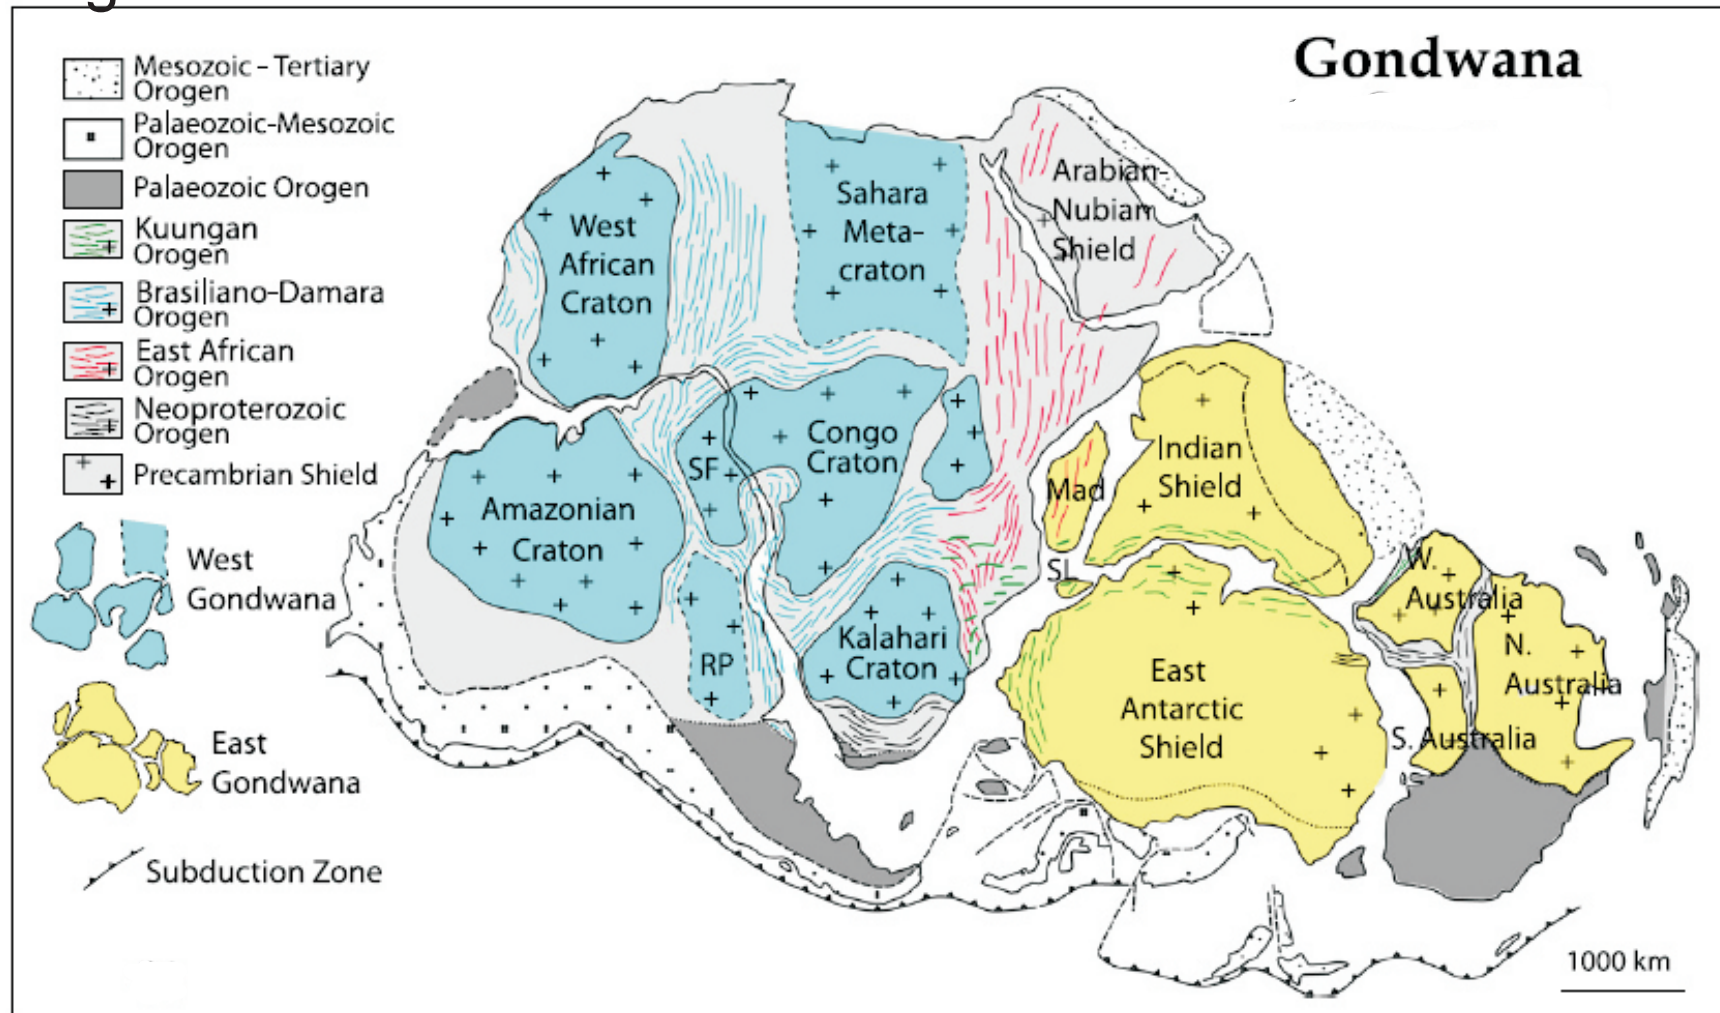 Gondwana
Mesozoic – Tertiary
Orogen
Palaeozoic-Mesozoic
Orogen
Palaeozoic Orogen
Kuungan
Orogen
Brasiliano-Damara
Orogen
East African
Orogen
Neoproterozoic
Orogen
Precambrian Shield
West
Gondwana
East
Gondwana
Subduction Zone
West
African
Craton
Sahara
Meta-
craton
Arabian-
Nubian
Shield
Congo
Craton
SF
Amazonian
Craton
RP
Kalahari
Craton
Mad
Indian
Shield
SL
East
Antarctic
Shield
W.
Australia
N.
Australia
S. Australia
1000 km